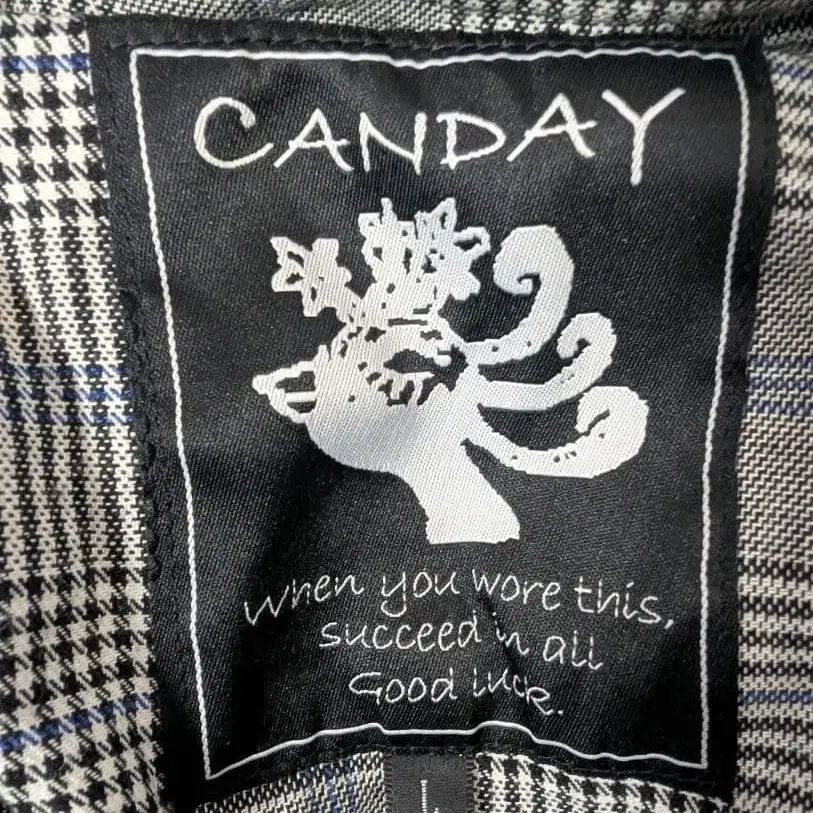 CANDAY
When you wore this,
succeed in all
Good luck.
L